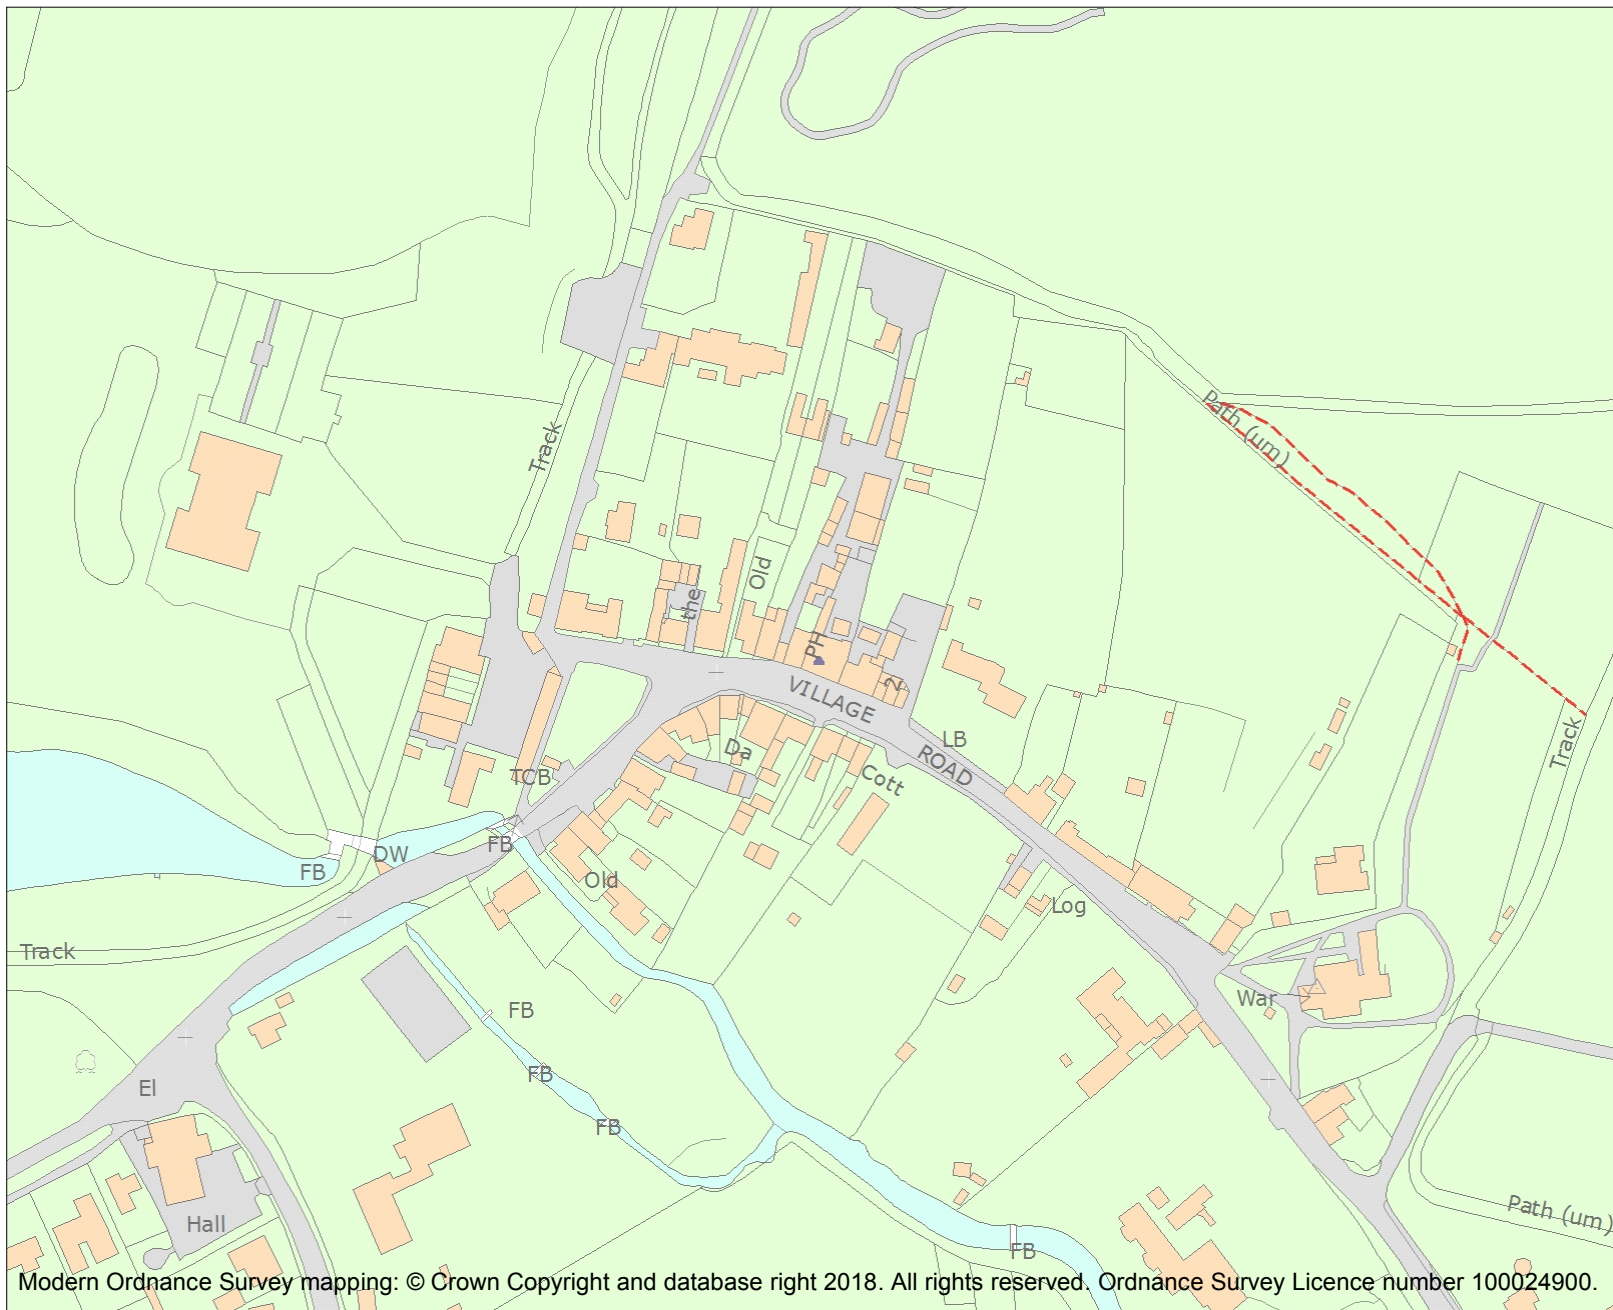 Path (um)
Track
Old
the
PH
2
VILLAGE
ROAD
LB
Da
Cott
TCB
Track
FB
DW
FB
Old
Log
Track
War
FB
FB
El
FB
Path (um)
Hall
FB
Modern Ordnance Survey mapping: © Crown Copyright and database right 2018. All rights reserved. Ordnance Survey Licence number 100024900.